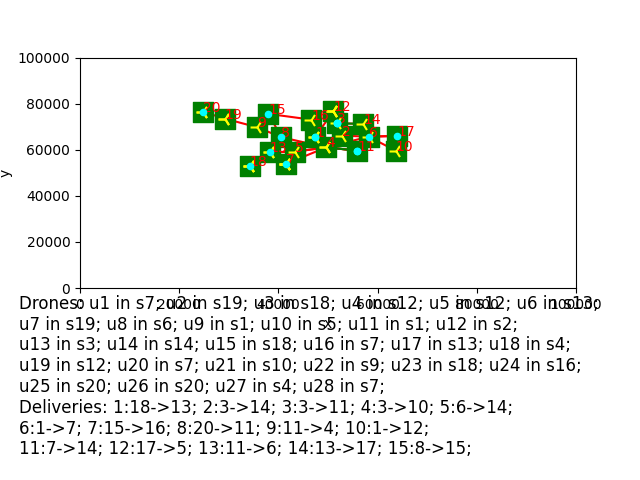 100000
80000
60000
40000
20000
0
y
0 20000 40000 60000 80000 100000
x
Drones: u1 in s7; u2 in s19; u3 in s18; u4 in s12; u5 in s12; u6 in s13;
u7 in s19; u8 in s6; u9 in s1; u10 in s5; u11 in s1; u12 in s2;
u13 in s3; u14 in s14; u15 in s18; u16 in s7; u17 in s13; u18 in s4;
u19 in s12; u20 in s7; u21 in s10; u22 in s9; u23 in s18; u24 in s16;
u25 in s20; u26 in s20; u27 in s4; u28 in s7;
Deliveries: 1:18->13; 2:3->14; 3:3->11; 4:3->10; 5:6->14;
6:1->7; 7:15->16; 8:20->11; 9:11->4; 10:1->12;
11:7->14; 12:17->5; 13:11->6; 14:13->17; 15:8->15;